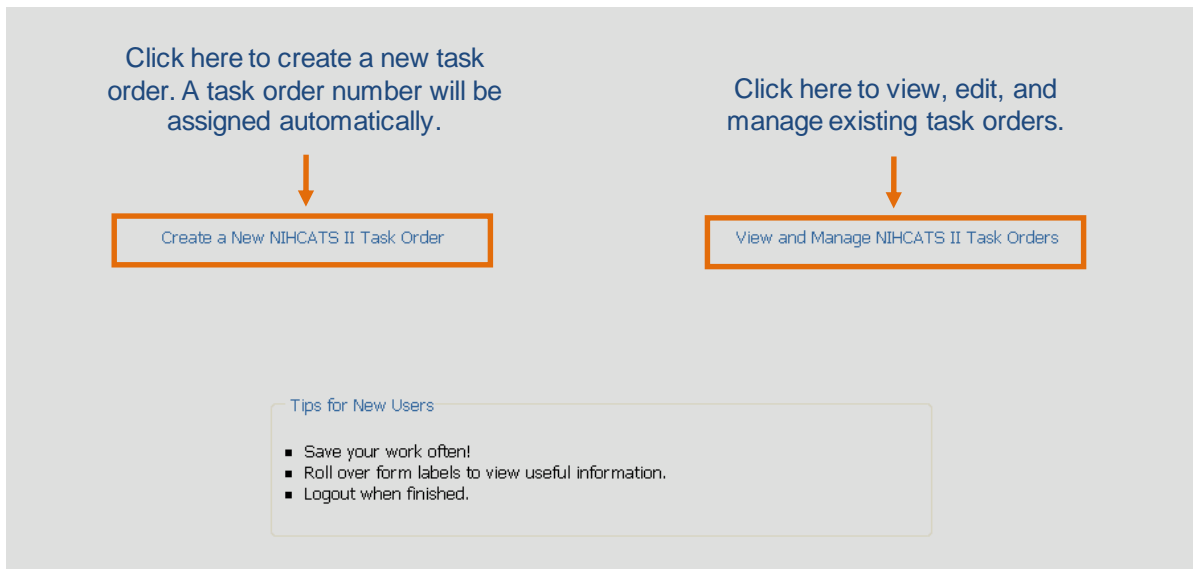 Click here to create a new task
order. A task order number will be
assigned automatically.
Click here to view, edit, and
manage existing task orders.
Create a New NIHCATS II Task Order
View and Manage NIHCATS II Task Orders
Tips for New Users
▪ Save your work often!
▪ Roll over form labels to view useful information.
▪ Logout when finished.